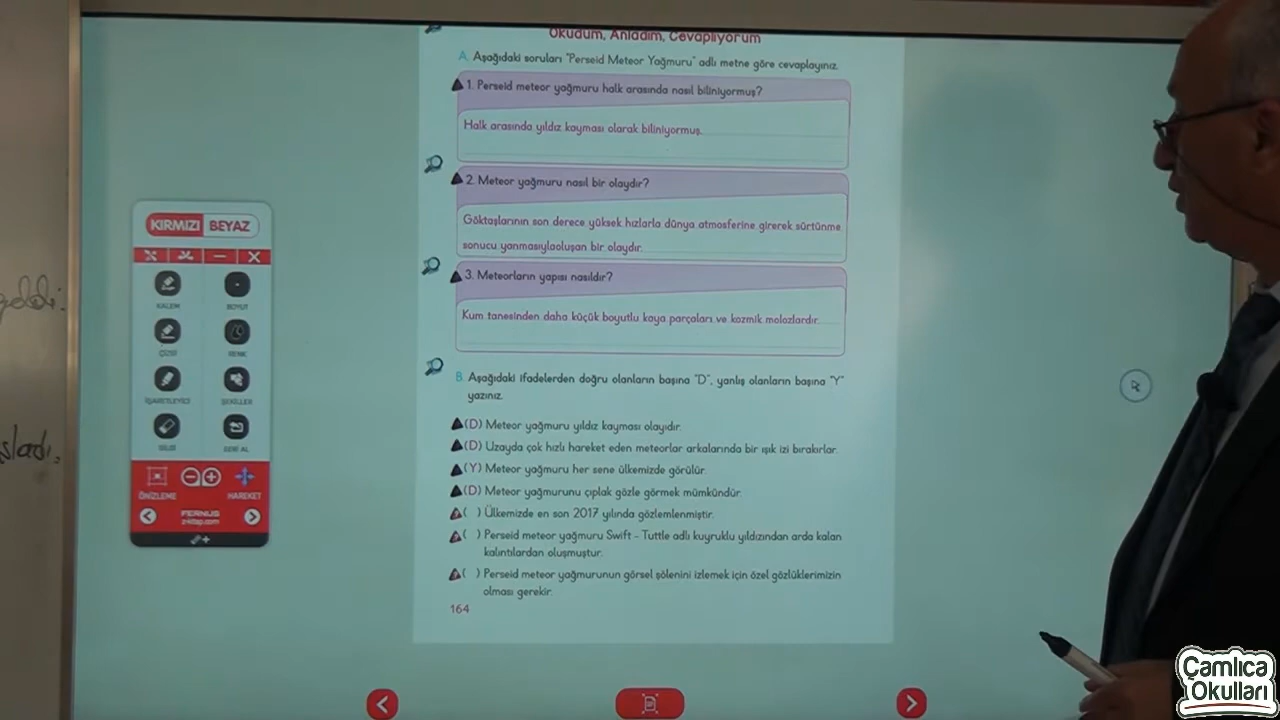 Okudum, Anladım, Cevaplıyorum
A. Aşağıdaki soruları "Perseid Meteor Yağmuru" adlı metne göre cevaplayınız.
1. Perseid meteor yağmuru halk arasında nasıl biliniyormuş?
Halk arasında yıldız kayması olarak biliniyormuş.
2. Meteor yağmuru nasıl bir olaydır?
Göktaşlarının son derece yüksek hızlarla dünya atmosferine girerek sürtünme
sonucu yanmasıylaoluşan bir olaydır.
3. Meteorların yapısı nasıldır?
Kum tanesinden daha küçük boyutlu kaya parçaları ve kozmik molozlardır.
B. Aşağıdaki ifadelerden doğru olanların başına "D", yanlış olanların başına "Y"
yazınız.
(D) Meteor yağmuru yıldız kayması olayıdır.
(D) Uzayda çok hızlı hareket eden meteorlar arkalarında bir ışık izi bırakırlar.
(Y) Meteor yağmuru her sene ülkemizde görülür.
(D) Meteor yağmurunu çıplak gözle görmek mümkündür.
( ) Ülkemizde en son 2017 yılında gözlemlenmiştir.
( ) Perseid meteor yağmuru Swift - Tuttle adlı kuyruklu yıldızından arda kalan
kalıntılardan oluşmuştur.
( ) Perseid meteor yağmurunun görsel şölenini izlemek için özel gözlüklerimizin
olması gerekir.
164
KIRMIZI BEYAZ
KALEM BOYUT
ÇİZGİ RENK
İŞARETLEYİCİ ŞEKİLLER
SİLGİ GERİ AL
ÖNİZLEME HAREKET
FERNUS
z-kitap.com
Çamlıca
Okulları